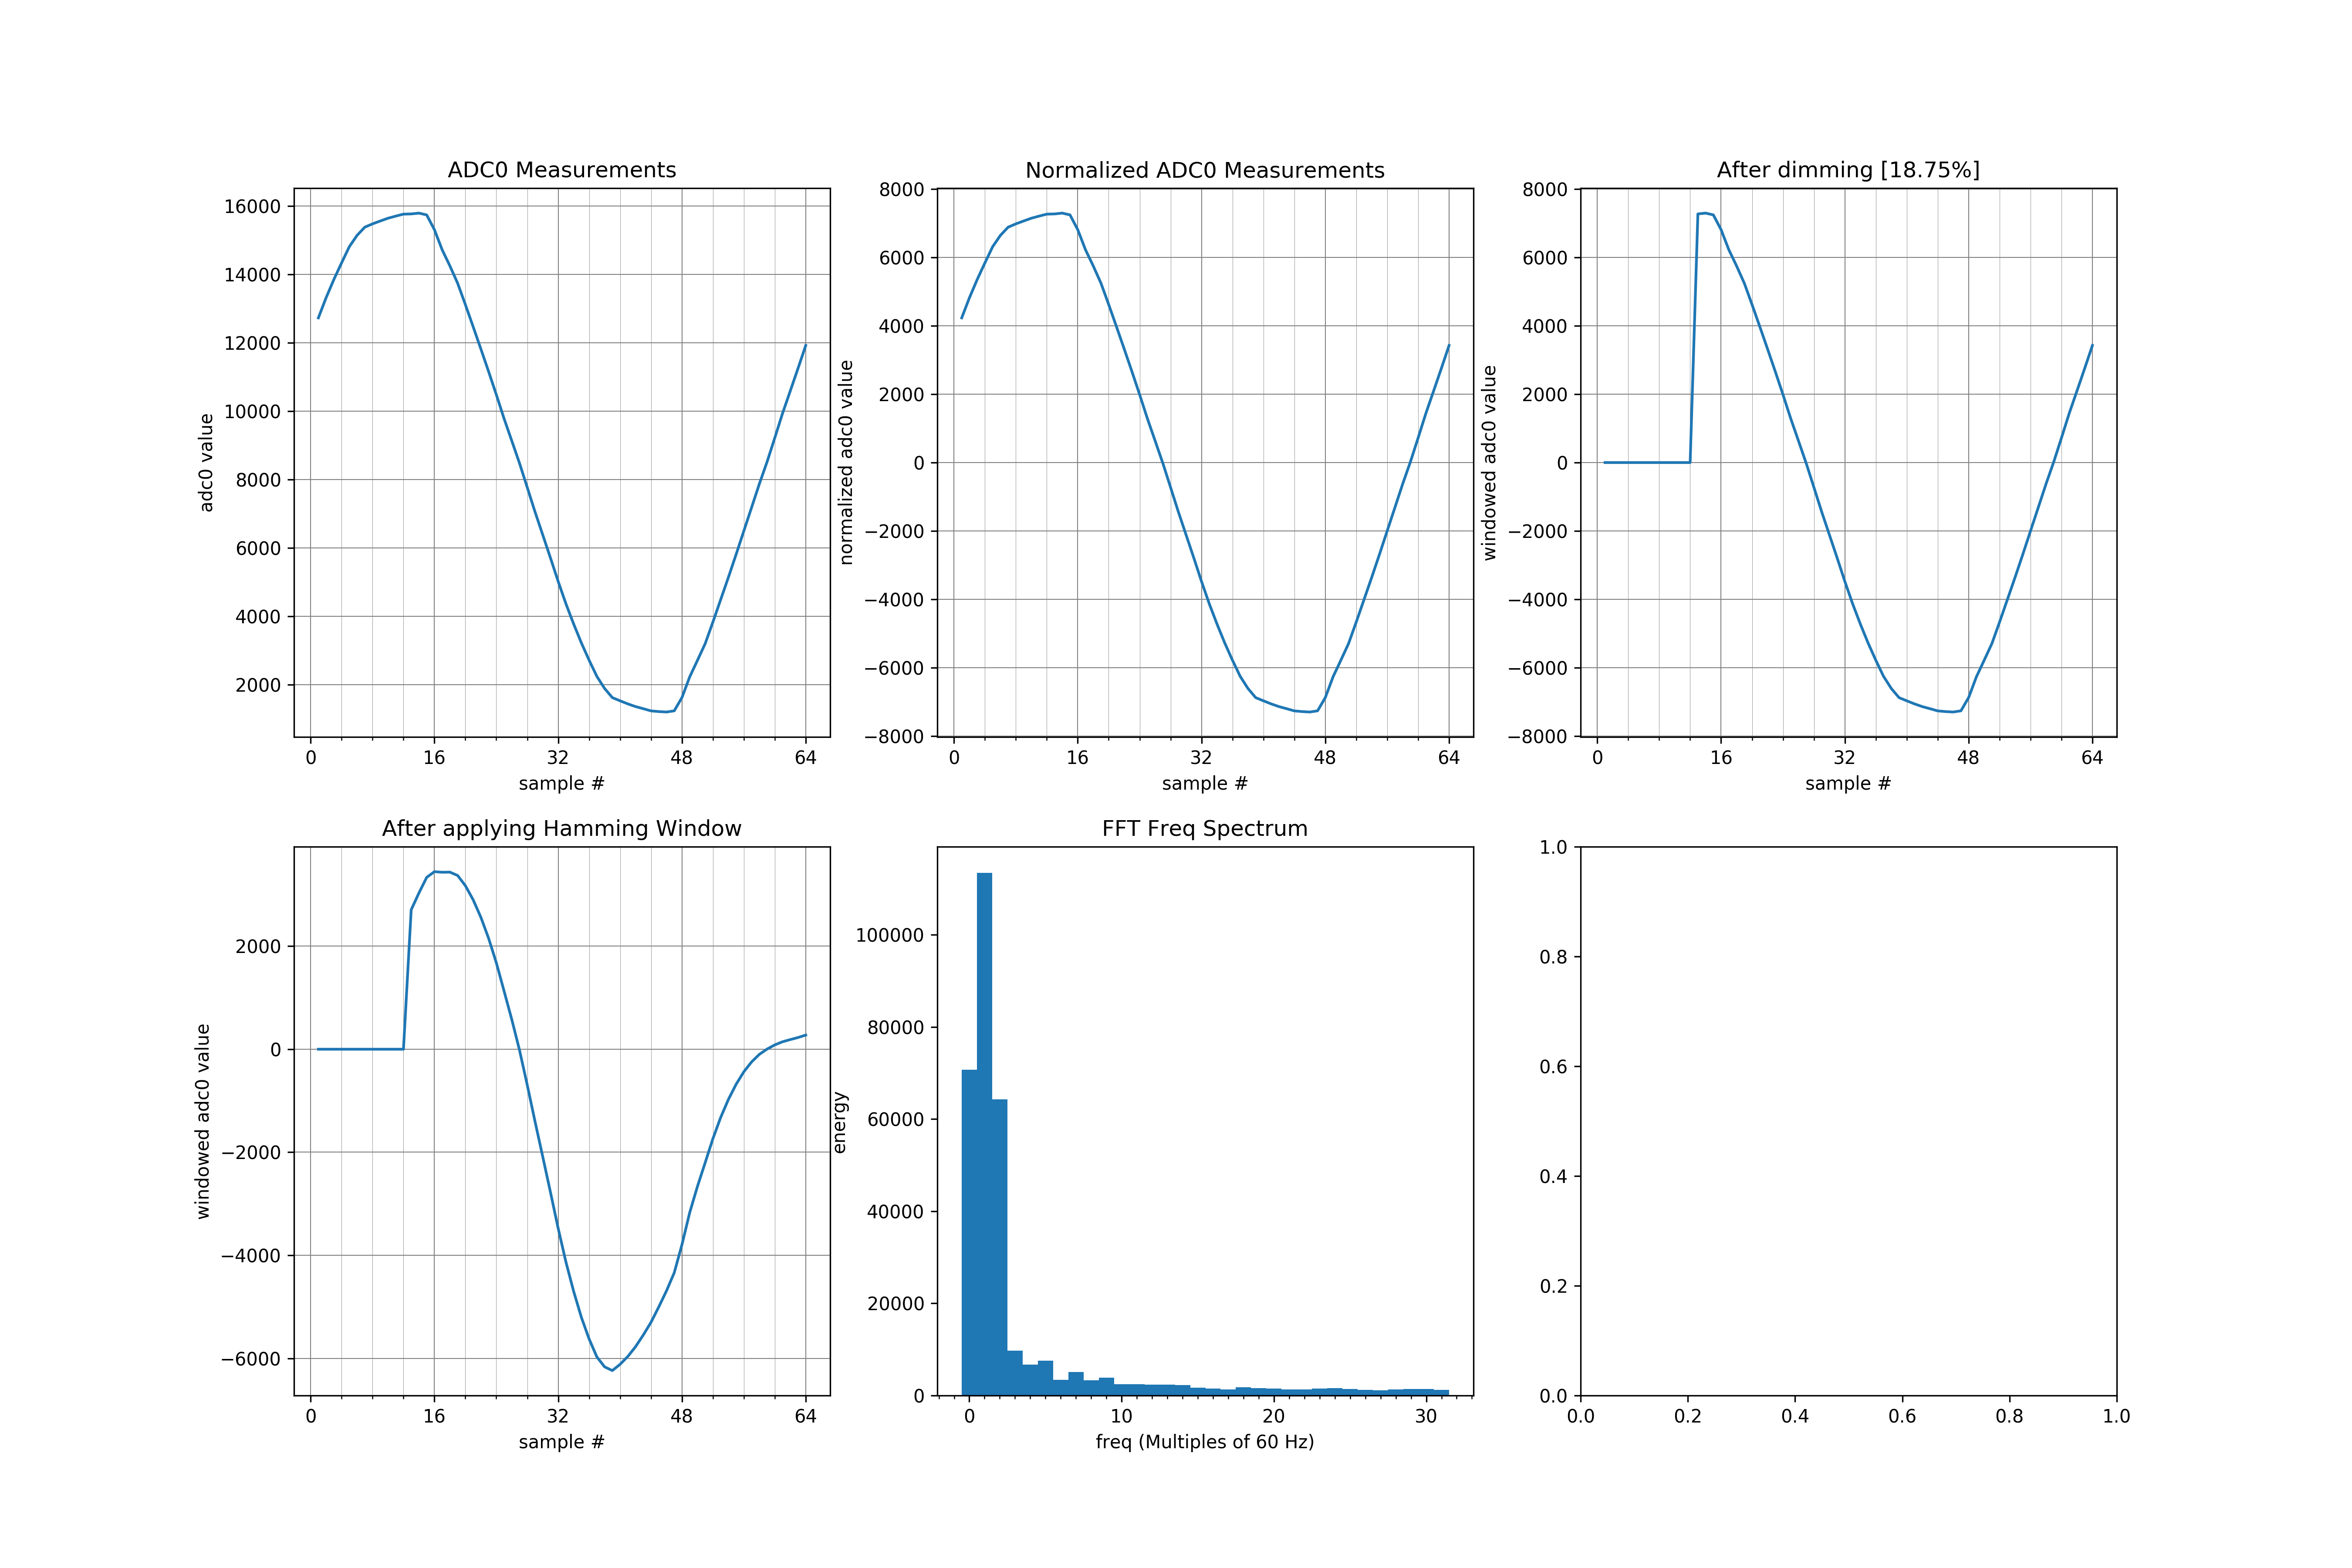 ADC0 Measurements
adc0 value
16000
14000
12000
10000
8000
6000
4000
2000
0 16 32 48 64
sample #
Normalized ADC0 Measurements
normalized adc0 value
8000
6000
4000
2000
0
−2000
−4000
−6000
−8000
0 16 32 48 64
sample #
After dimming [18.75%]
windowed adc0 value
8000
6000
4000
2000
0
−2000
−4000
−6000
−8000
0 16 32 48 64
sample #
After applying Hamming Window
windowed adc0 value
2000
0
−2000
−4000
−6000
0 16 32 48 64
sample #
FFT Freq Spectrum
energy
100000
80000
60000
40000
20000
0
0 10 20 30
freq (Multiples of 60 Hz)
1.0
0.8
0.6
0.4
0.2
0.0
0.0 0.2 0.4 0.6 0.8 1.0